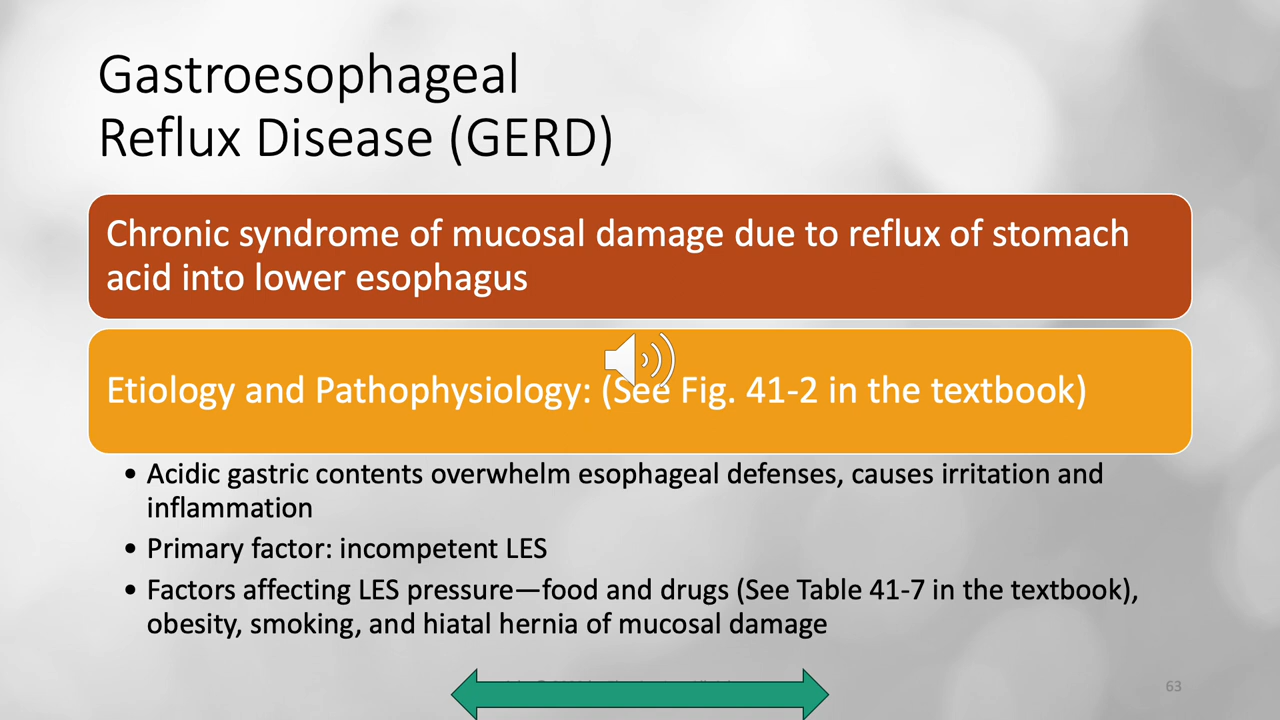 Gastroesophageal
Reflux Disease (GERD)
Chronic syndrome of mucosal damage due to reflux of stomach
acid into lower esophagus
Etiology and Pathophysiology: (See Fig. 41-2 in the textbook)
• Acidic gastric contents overwhelm esophageal defenses, causes irritation and
inflammation
• Primary factor: incompetent LES
• Factors affecting LES pressure—food and drugs (See Table 41-7 in the textbook),
obesity, smoking, and hiatal hernia of mucosal damage
63